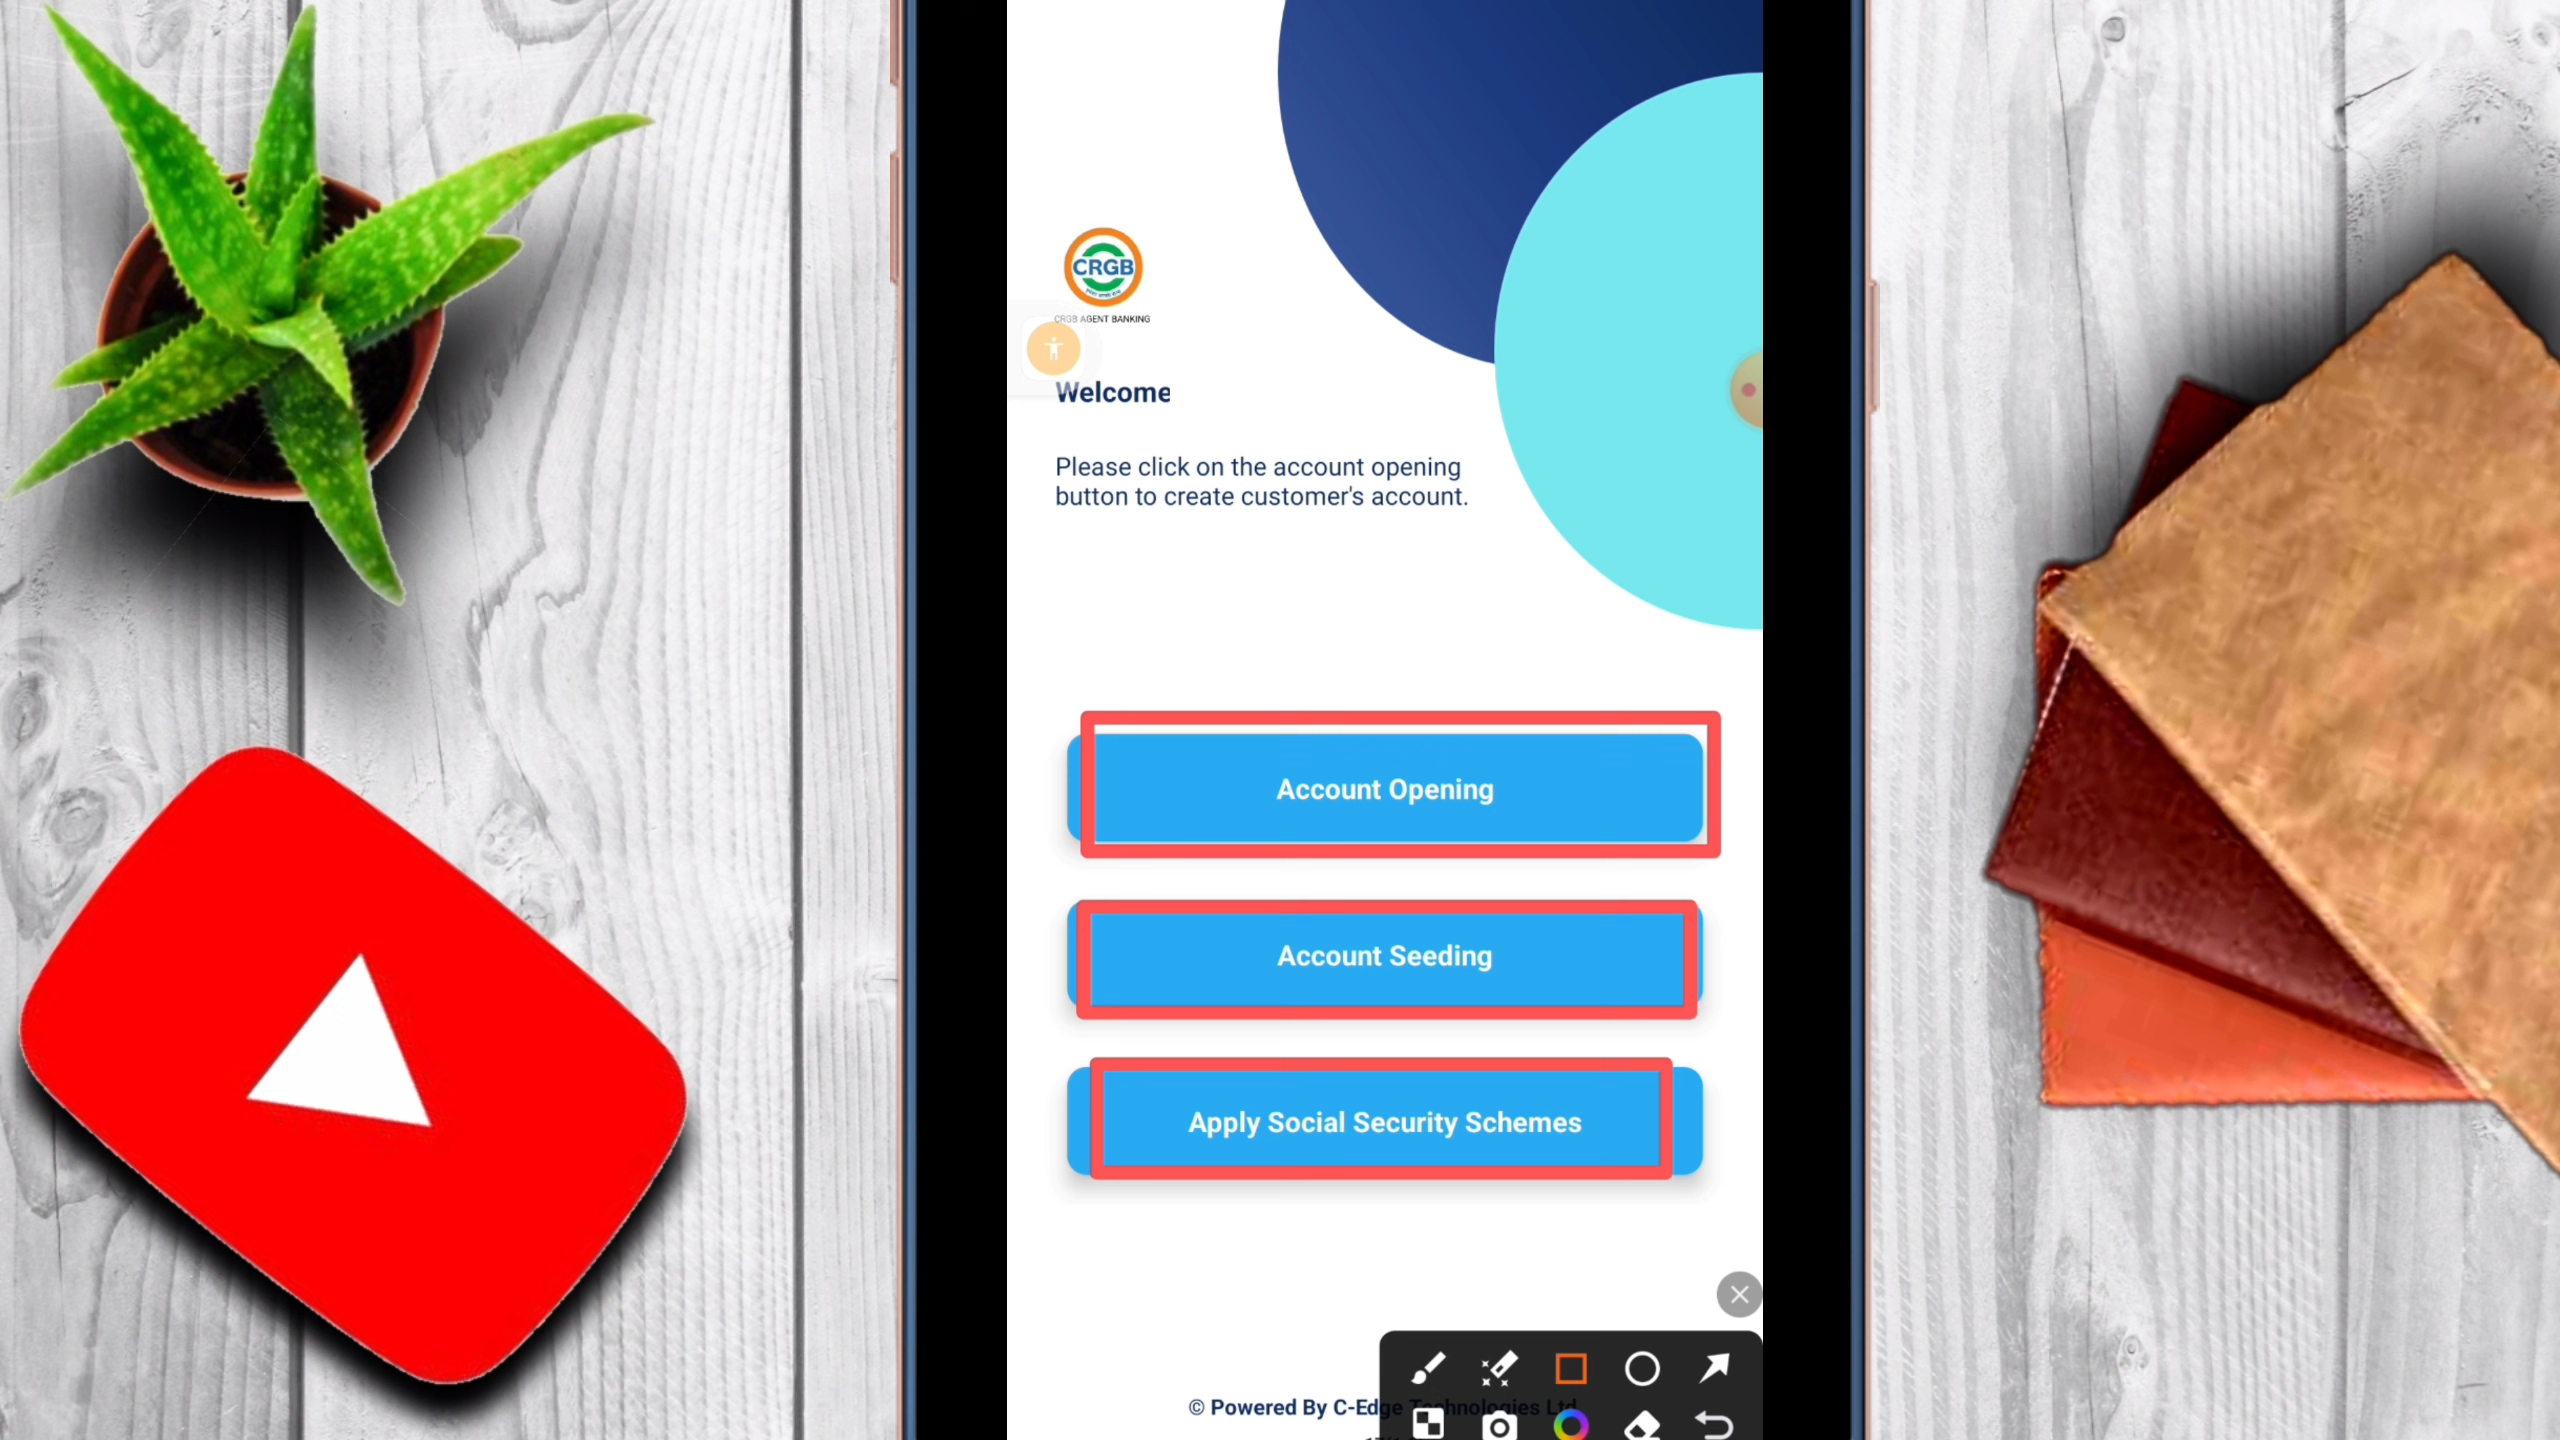 CRGB
CRGB AGENT BANKING
Welcome
Please click on the account opening
button to create customer's account.
Account Opening
Account Seeding
Apply Social Security Schemes
© Powered By C-Edge Technologies Ltd